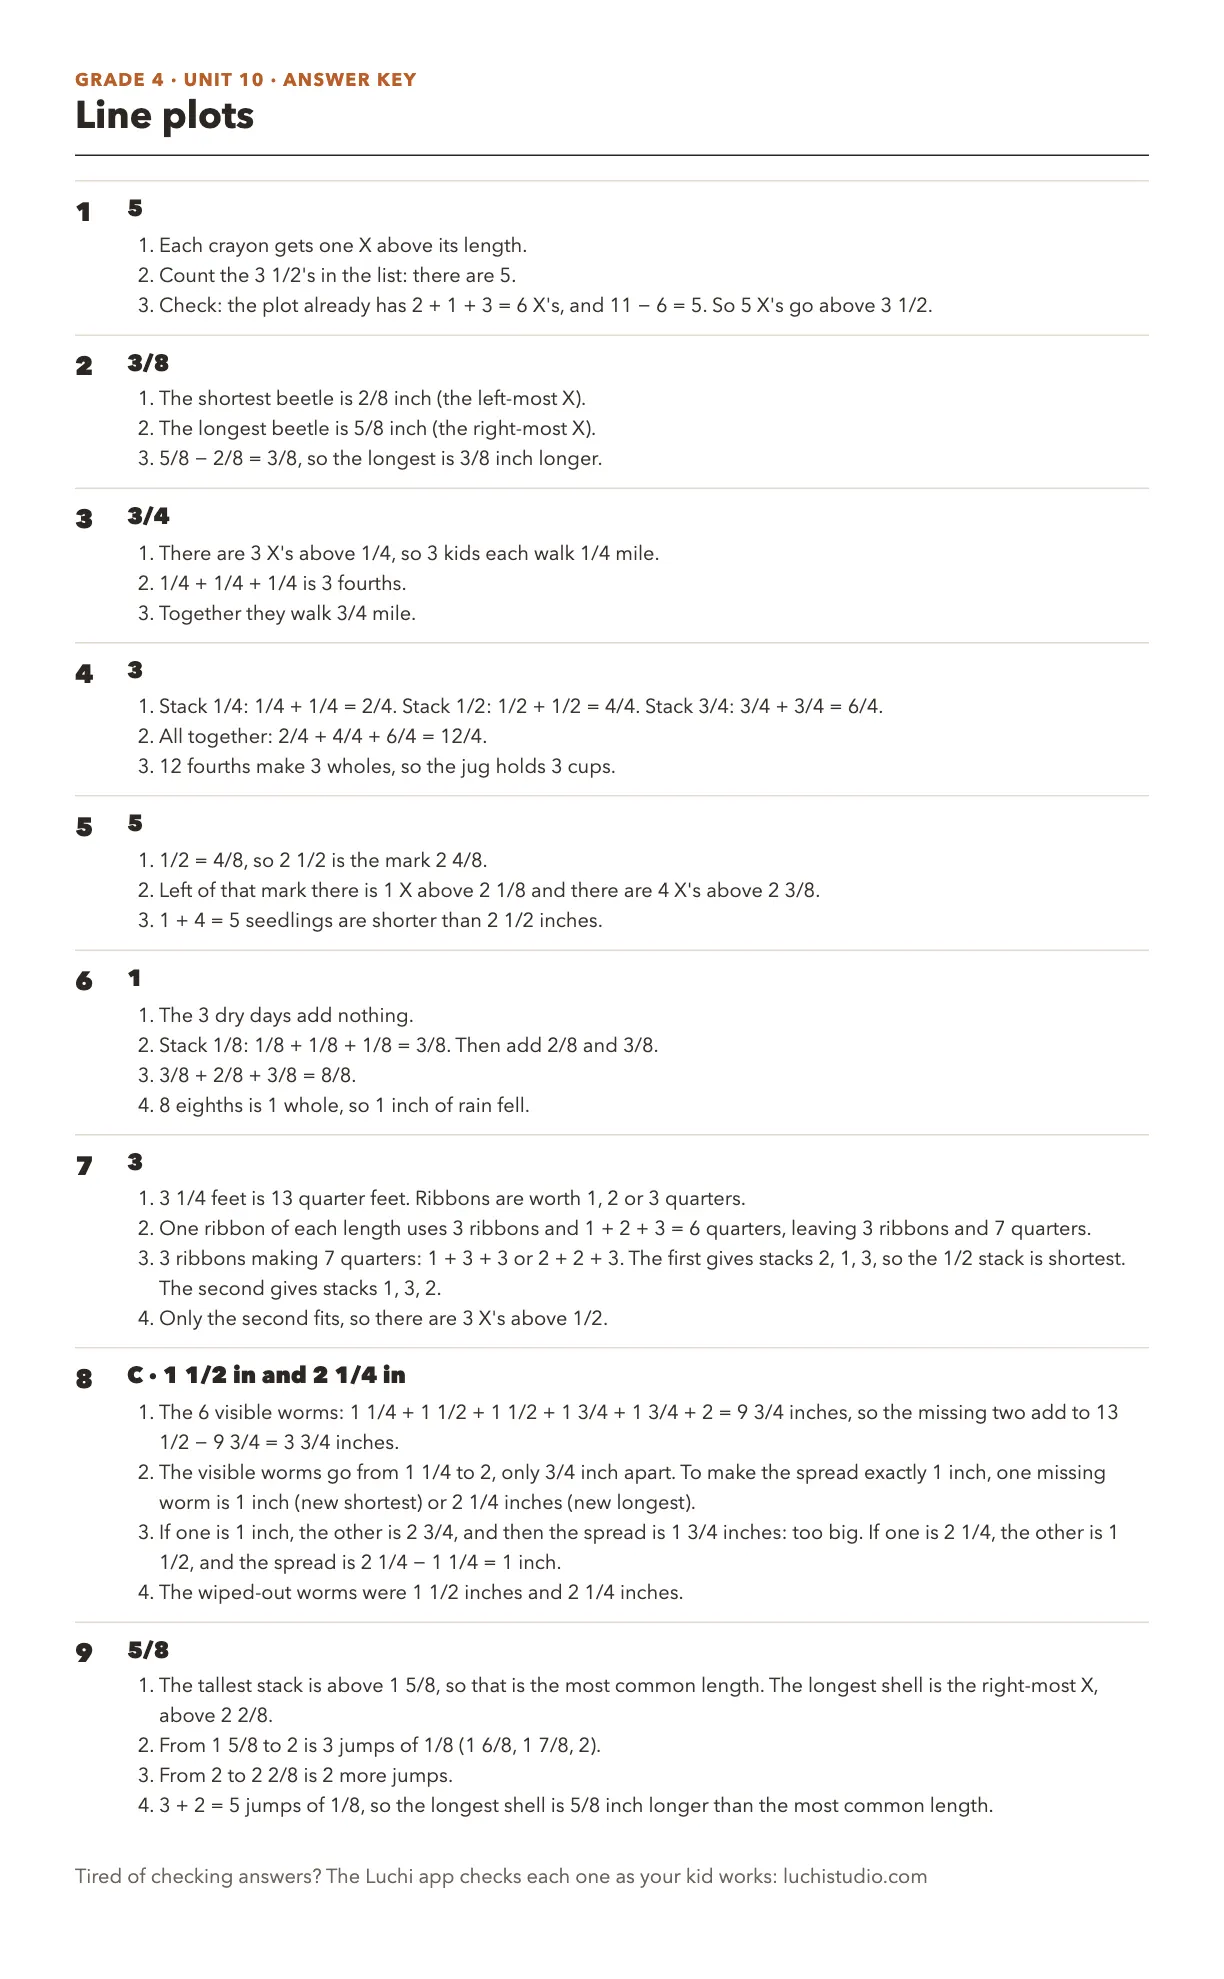 GRADE 4 · UNIT 10 · ANSWER KEY
Line plots
1 5
1. Each crayon gets one X above its length.
2. Count the 3 1/2's in the list: there are 5.
3. Check: the plot already has 2 + 1 + 3 = 6 X's, and 11 − 6 = 5. So 5 X's go above 3 1/2.
2 3/8
1. The shortest beetle is 2/8 inch (the left-most X).
2. The longest beetle is 5/8 inch (the right-most X).
3. 5/8 − 2/8 = 3/8, so the longest is 3/8 inch longer.
3 3/4
1. There are 3 X's above 1/4, so 3 kids each walk 1/4 mile.
2. 1/4 + 1/4 + 1/4 is 3 fourths.
3. Together they walk 3/4 mile.
4 3
1. Stack 1/4: 1/4 + 1/4 = 2/4. Stack 1/2: 1/2 + 1/2 = 4/4. Stack 3/4: 3/4 + 3/4 = 6/4.
2. All together: 2/4 + 4/4 + 6/4 = 12/4.
3. 12 fourths make 3 wholes, so the jug holds 3 cups.
5 5
1. 1/2 = 4/8, so 2 1/2 is the mark 2 4/8.
2. Left of that mark there is 1 X above 2 1/8 and there are 4 X's above 2 3/8.
3. 1 + 4 = 5 seedlings are shorter than 2 1/2 inches.
6 1
1. The 3 dry days add nothing.
2. Stack 1/8: 1/8 + 1/8 + 1/8 = 3/8. Then add 2/8 and 3/8.
3. 3/8 + 2/8 + 3/8 = 8/8.
4. 8 eighths is 1 whole, so 1 inch of rain fell.
7 3
1. 3 1/4 feet is 13 quarter feet. Ribbons are worth 1, 2 or 3 quarters.
2. One ribbon of each length uses 3 ribbons and 1 + 2 + 3 = 6 quarters, leaving 3 ribbons and 7 quarters.
3. 3 ribbons making 7 quarters: 1 + 3 + 3 or 2 + 2 + 3. The first gives stacks 2, 1, 3, so the 1/2 stack is shortest.
The second gives stacks 1, 3, 2.
4. Only the second fits, so there are 3 X's above 1/2.
8 C · 1 1/2 in and 2 1/4 in
1. The 6 visible worms: 1 1/4 + 1 1/2 + 1 1/2 + 1 3/4 + 1 3/4 + 2 = 9 3/4 inches, so the missing two add to 13
1/2 − 9 3/4 = 3 3/4 inches.
2. The visible worms go from 1 1/4 to 2, only 3/4 inch apart. To make the spread exactly 1 inch, one missing
worm is 1 inch (new shortest) or 2 1/4 inches (new longest).
3. If one is 1 inch, the other is 2 3/4, and then the spread is 1 3/4 inches: too big. If one is 2 1/4, the other is 1
1/2, and the spread is 2 1/4 − 1 1/4 = 1 inch.
4. The wiped-out worms were 1 1/2 inches and 2 1/4 inches.
9 5/8
1. The tallest stack is above 1 5/8, so that is the most common length. The longest shell is the right-most X,
above 2 2/8.
2. From 1 5/8 to 2 is 3 jumps of 1/8 (1 6/8, 1 7/8, 2).
3. From 2 to 2 2/8 is 2 more jumps.
4. 3 + 2 = 5 jumps of 1/8, so the longest shell is 5/8 inch longer than the most common length.
Tired of checking answers? The Luchi app checks each one as your kid works: luchistudio.com